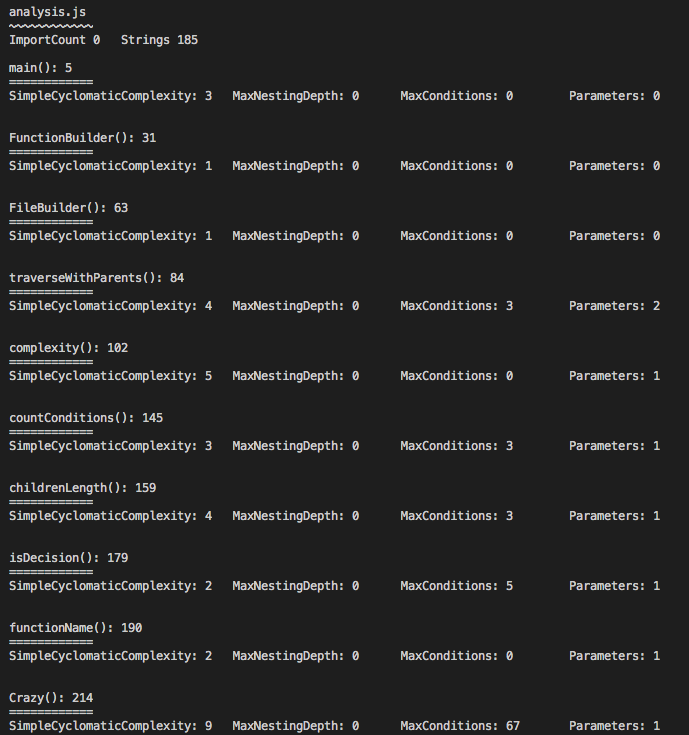 analysis.js
~~~~~~~~~~~~
ImportCount 0   Strings 185
main(): 5
============
SimpleCyclomaticComplexity: 3   MaxNestingDepth: 0      MaxConditions: 0        Parameters: 0
FunctionBuilder(): 31
============
SimpleCyclomaticComplexity: 1   MaxNestingDepth: 0      MaxConditions: 0        Parameters: 0
FileBuilder(): 63
============
SimpleCyclomaticComplexity: 1   MaxNestingDepth: 0      MaxConditions: 0        Parameters: 0
traverseWithParents(): 84
============
SimpleCyclomaticComplexity: 4   MaxNestingDepth: 0      MaxConditions: 3        Parameters: 2
complexity(): 102
============
SimpleCyclomaticComplexity: 5   MaxNestingDepth: 0      MaxConditions: 0        Parameters: 1
countConditions(): 145
============
SimpleCyclomaticComplexity: 3   MaxNestingDepth: 0      MaxConditions: 3        Parameters: 1
childrenLength(): 159
============
SimpleCyclomaticComplexity: 4   MaxNestingDepth: 0      MaxConditions: 3        Parameters: 1
isDecision(): 179
============
SimpleCyclomaticComplexity: 2   MaxNestingDepth: 0      MaxConditions: 5        Parameters: 1
functionName(): 190
============
SimpleCyclomaticComplexity: 2   MaxNestingDepth: 0      MaxConditions: 0        Parameters: 1
Crazy(): 214
============
SimpleCyclomaticComplexity: 9   MaxNestingDepth: 0      MaxConditions: 67       Parameters: 1